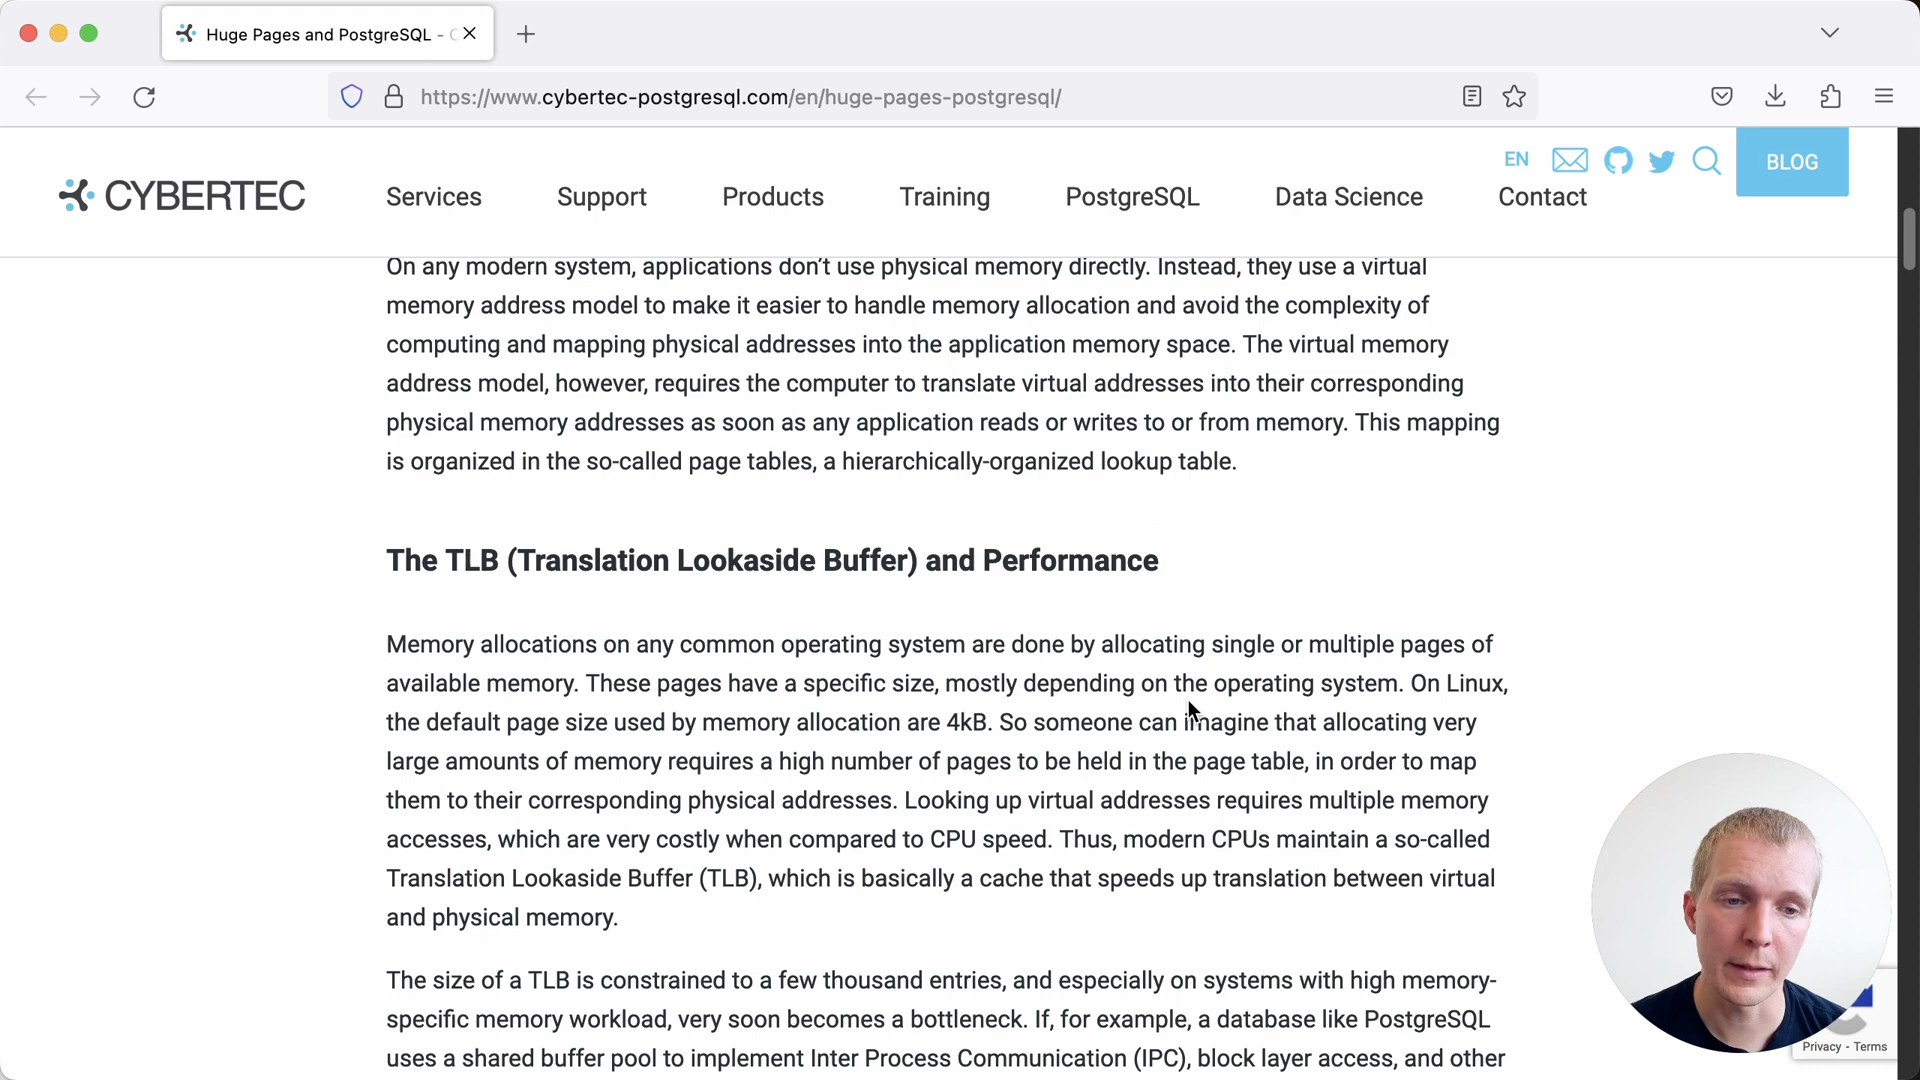 Huge Pages and PostgreSQL -
https://www.cybertec-postgresql.com/en/huge-pages-postgresql/
EN
BLOG
CYBERTEC
Services
Support
Products
Training
PostgreSQL
Data Science
Contact
On any modern system, applications don’t use physical memory directly. Instead, they use a virtual
memory address model to make it easier to handle memory allocation and avoid the complexity of
computing and mapping physical addresses into the application memory space. The virtual memory
address model, however, requires the computer to translate virtual addresses into their corresponding
physical memory addresses as soon as any application reads or writes to or from memory. This mapping
is organized in the so-called page tables, a hierarchically-organized lookup table.
The TLB (Translation Lookaside Buffer) and Performance
Memory allocations on any common operating system are done by allocating single or multiple pages of
available memory. These pages have a specific size, mostly depending on the operating system. On Linux,
the default page size used by memory allocation are 4kB. So someone can imagine that allocating very
large amounts of memory requires a high number of pages to be held in the page table, in order to map
them to their corresponding physical addresses. Looking up virtual addresses requires multiple memory
accesses, which are very costly when compared to CPU speed. Thus, modern CPUs maintain a so-called
Translation Lookaside Buffer (TLB), which is basically a cache that speeds up translation between virtual
and physical memory.
The size of a TLB is constrained to a few thousand entries, and especially on systems with high memory-
specific memory workload, very soon becomes a bottleneck. If, for example, a database like PostgreSQL
uses a shared buffer pool to implement Inter Process Communication (IPC), block layer access, and other
Privacy - Terms